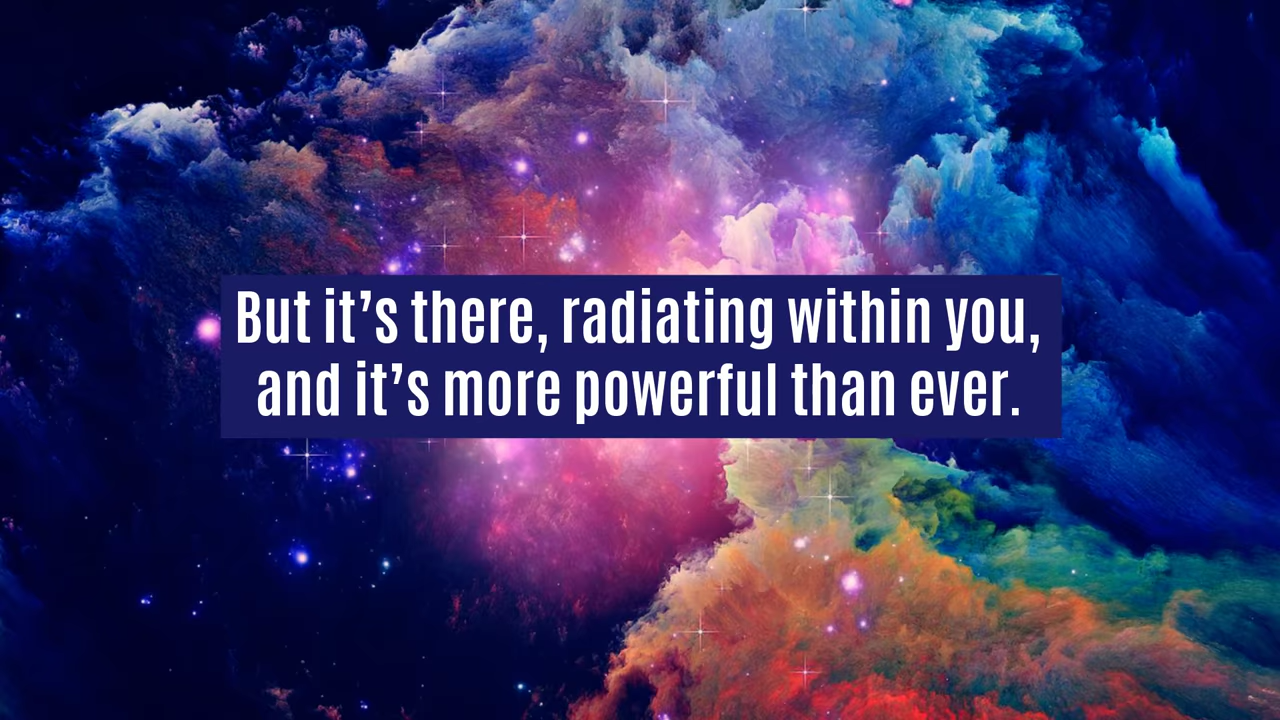 But it’s there, radiating within you,
and it’s more powerful than ever.